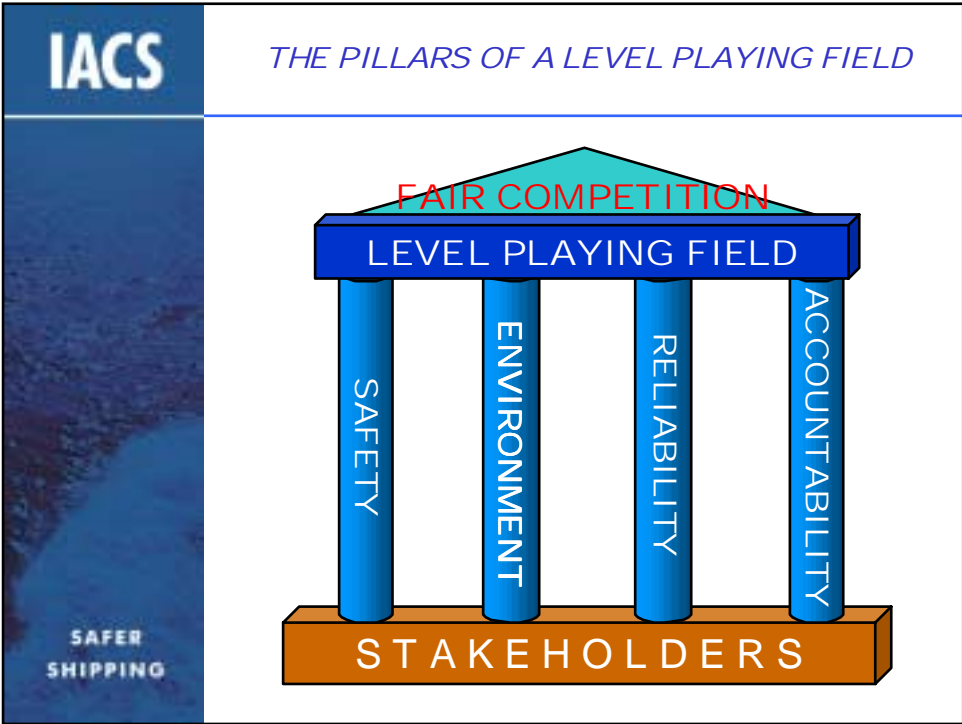 IACS
THE PILLARS OF A LEVEL PLAYING FIELD
FAIR COMPETITION
LEVEL PLAYING FIELD
SAFETY
ENVIRONMENT
RELIABILITY
ACCOUNTABILITY
STAKEHOLDERS
SAFER
SHIPPING